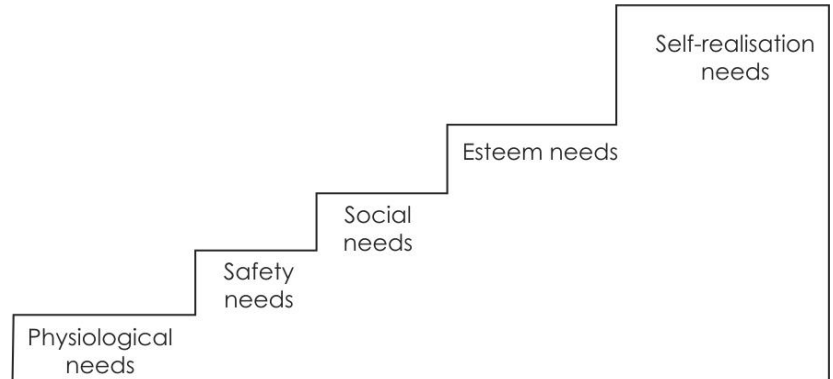 Self-realisation
needs
Esteem needs
Social
needs
Safety
needs
Physiological
needs